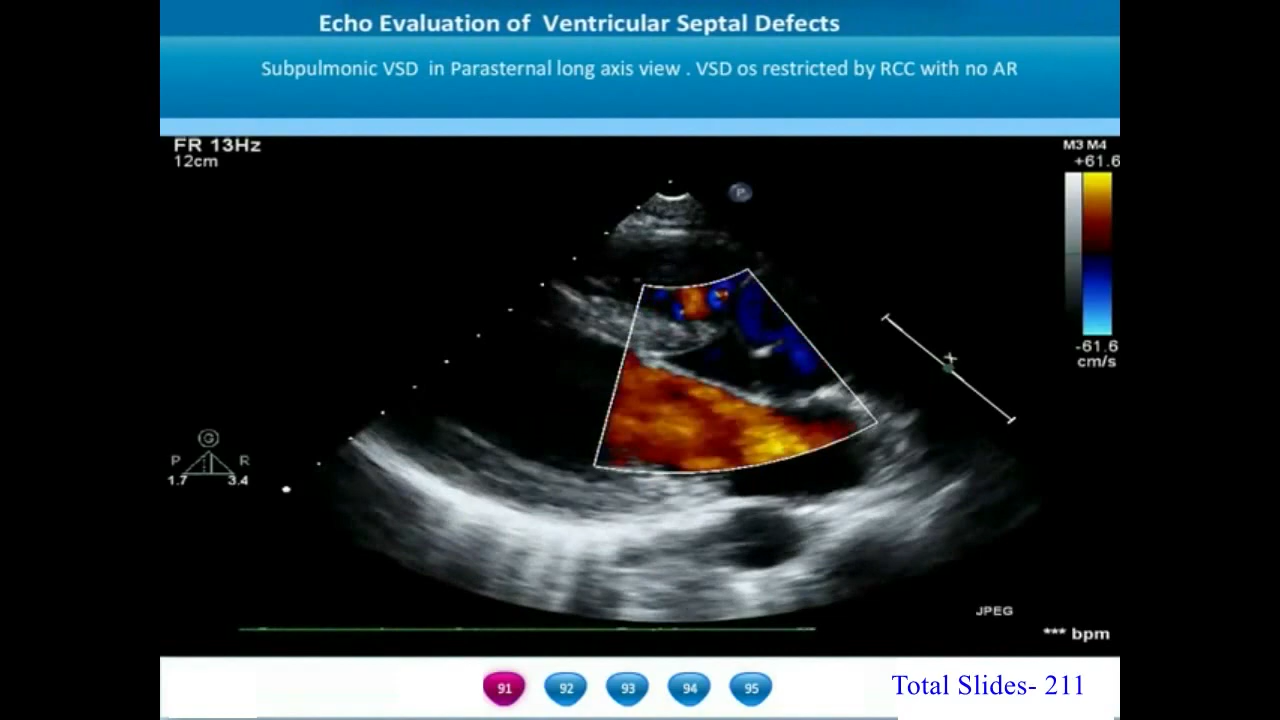 Echo Evaluation of Ventricular Septal Defects
Subpulmonic VSD in Parasternal long axis view . VSD os restricted by RCC with no AR
FR 13Hz
12cm
M3 M4
+61.6
P
-61.6
cm/s
G
P R
1.7 3.4
JPEG
*** bpm
91 92 93 94 95
Total Slides- 211